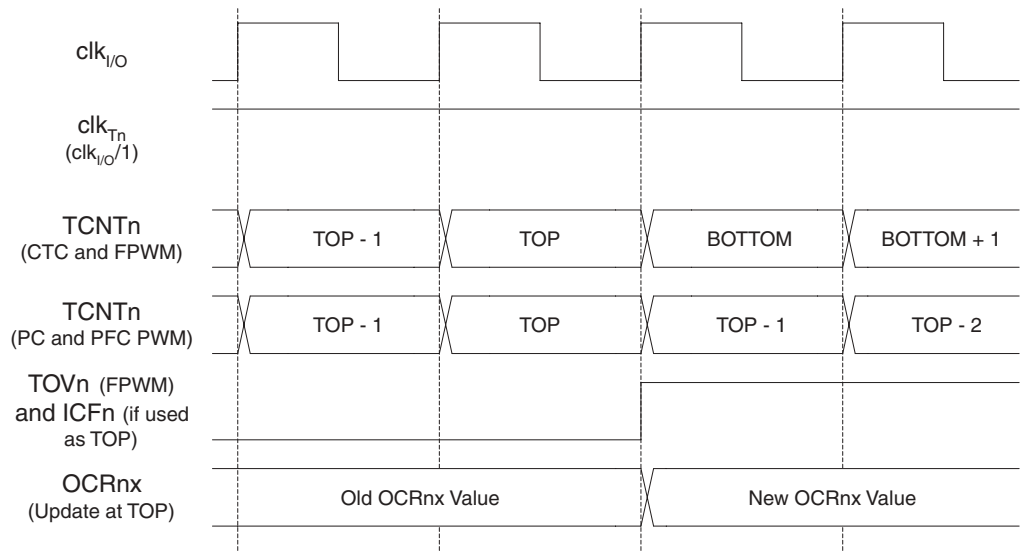 clkI/O
clkTn
(clkI/O/1)
TCNTn
(CTC and FPWM)
TOP - 1 TOP BOTTOM BOTTOM + 1
TCNTn
(PC and PFC PWM)
TOP - 1 TOP TOP - 1 TOP - 2
TOVn (FPWM)
and ICFn (if used
as TOP)
OCRnx
(Update at TOP)
Old OCRnx Value New OCRnx Value